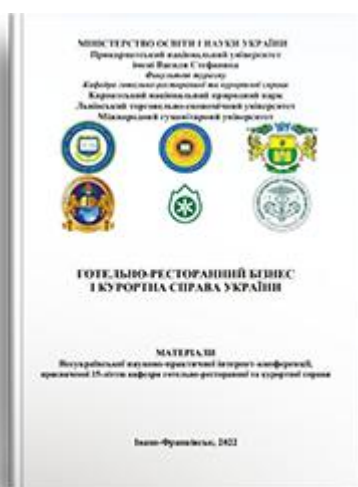 МІНІСТЕРСТВО ОСВІТИ І НАУКИ УКРАЇНИ
Прикарпатський національний університет
імені Василя Стефаника
Факультет туризму
Кафедра готельно-ресторанної та курортної справи
Карпатський національний природний парк
Львівський торговельно-економічний університет
Міжнародний гуманітарний університет
ГОТЕЛЬНО-РЕСТОРАННИЙ БІЗНЕС
І КУРОРТНА СПРАВА УКРАЇНИ
МАТЕРІАЛИ
Всеукраїнської науково-практичної інтернет-конференції,
присвяченої 15-літтю кафедри готельно-ресторанної та курортної справи
Івано-Франківськ, 2022